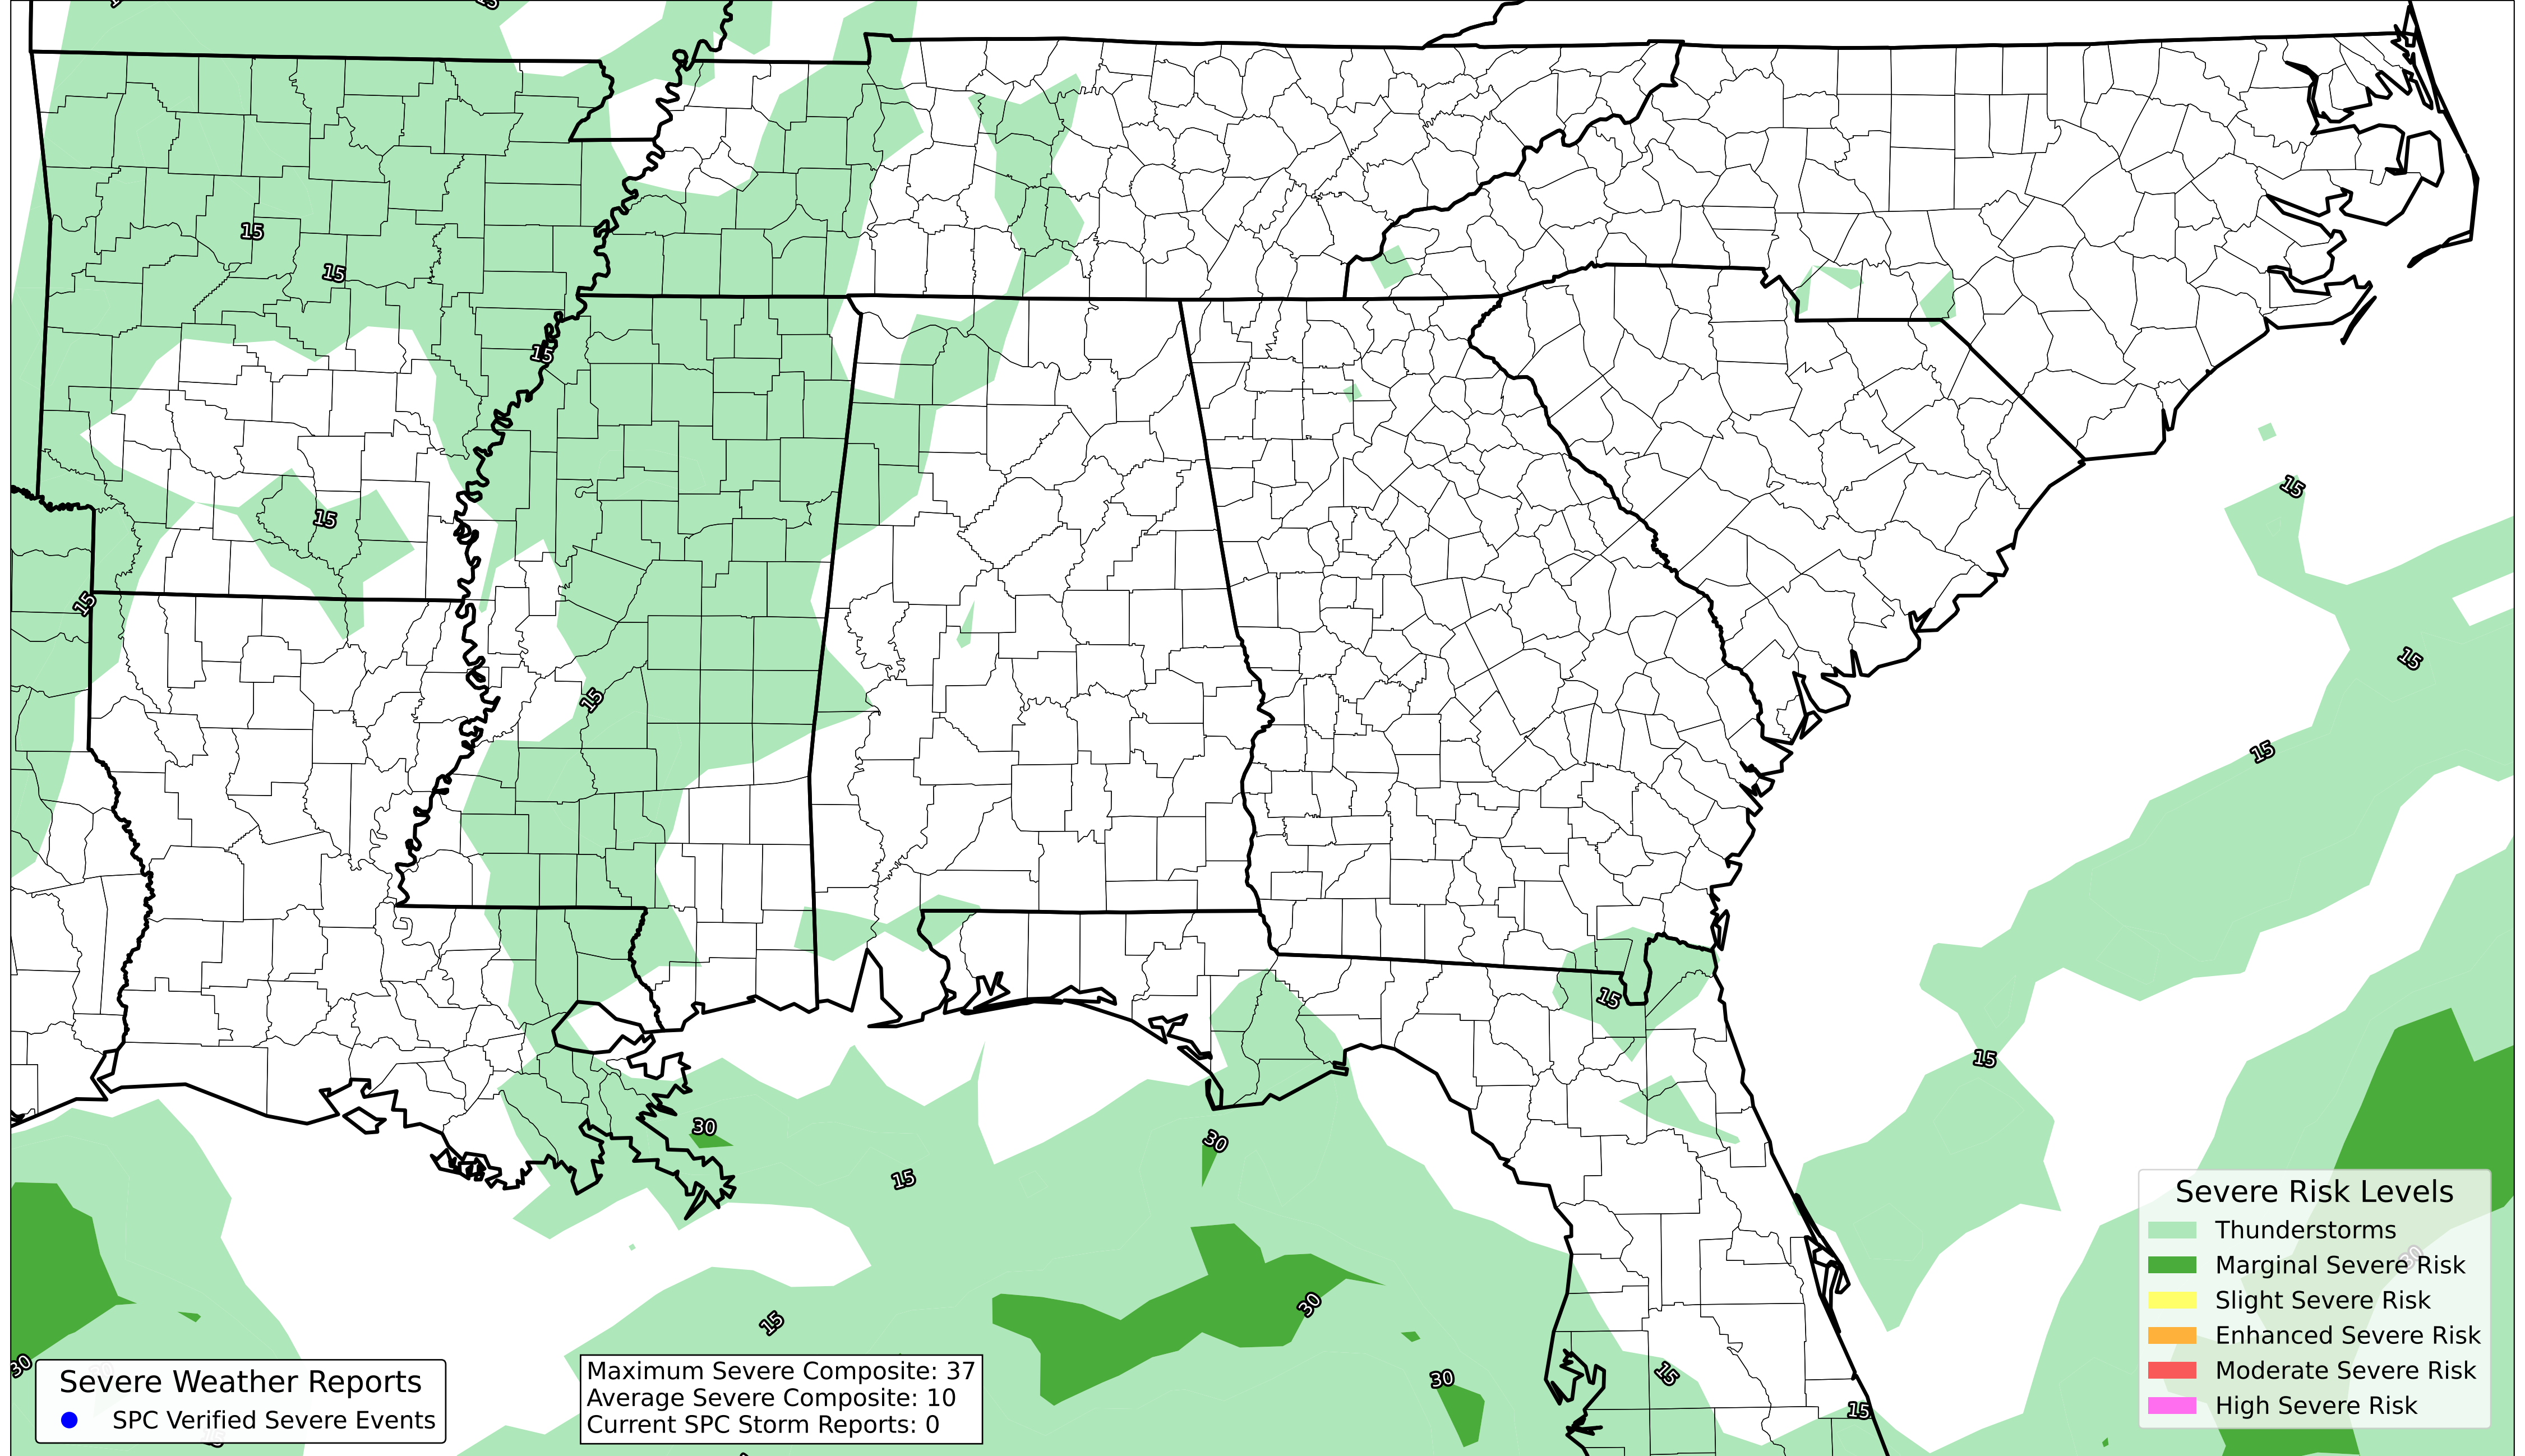 15
15
15
15
15
15
15
15
15
15
15
30
30
15
30
15
30
30
15
15
30
Severe Risk Levels
Thunderstorms
Marginal Severe Risk
Slight Severe Risk
Enhanced Severe Risk
Moderate Severe Risk
High Severe Risk
Severe Weather Reports
SPC Verified Severe Events
Maximum Severe Composite: 37
Average Severe Composite: 10
Current SPC Storm Reports: 0